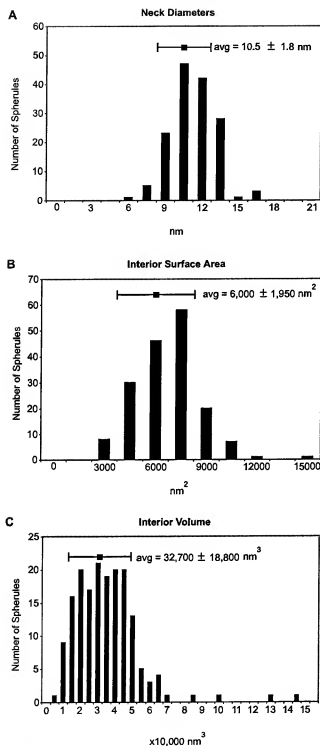 A
Neck Diameters
60
50
40
30
20
10
0
Number of Spherules
avg = 10.5 ± 1.8 nm
0 3 6 9 12 15 18 21
nm
B
Interior Surface Area
70
60
50
40
30
20
10
0
Number of Spherules
avg = 6,000 ± 1,950 nm2
0 3000 6000 9000 12000 15000
nm2
C
Interior Volume
25
20
15
10
5
0
Number of Spherules
avg = 32,700 ± 18,800 nm3
0 1 2 3 4 5 6 7 8 9 10 11 12 13 14 15
x10,000 nm3